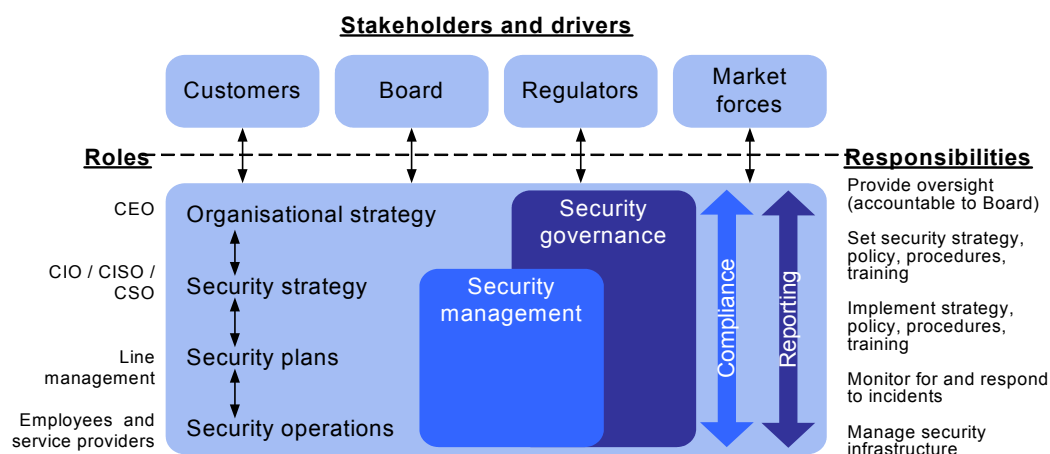 Stakeholders and drivers
Customers
Board
Regulators
Market
forces
Roles
Responsibilities
CEO
Organisational strategy
Security
governance
Provide oversight
(accountable to Board)
CIO / CISO /
CSO
Security strategy
Security
management
Set security strategy,
policy, procedures,
training
Line
management
Security plans
Implement strategy,
policy, procedures,
training
Compliance
Reporting
Monitor for and respond
to incidents
Employees and
service providers
Security operations
Manage security
infrastructure